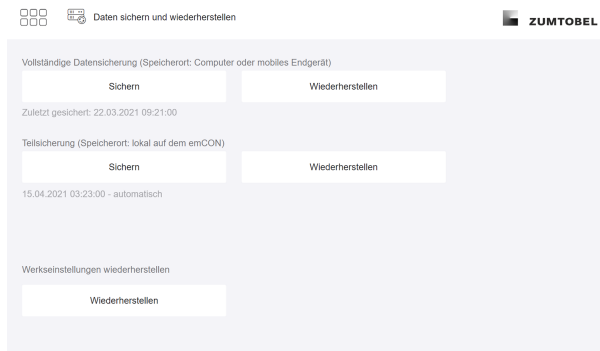 Daten sichern und wiederherstellen
ZUMTOBEL
Vollständige Datensicherung (Speicherort: Computer oder mobiles Endgerät)
Sichern
Wiederherstellen
Zuletzt gesichert: 22.03.2021 09:21:00
Teilsicherung (Speicherort: lokal auf dem emCON)
Sichern
Wiederherstellen
15.04.2021 03:23:00 - automatisch
Werkseinstellungen wiederherstellen
Wiederherstellen